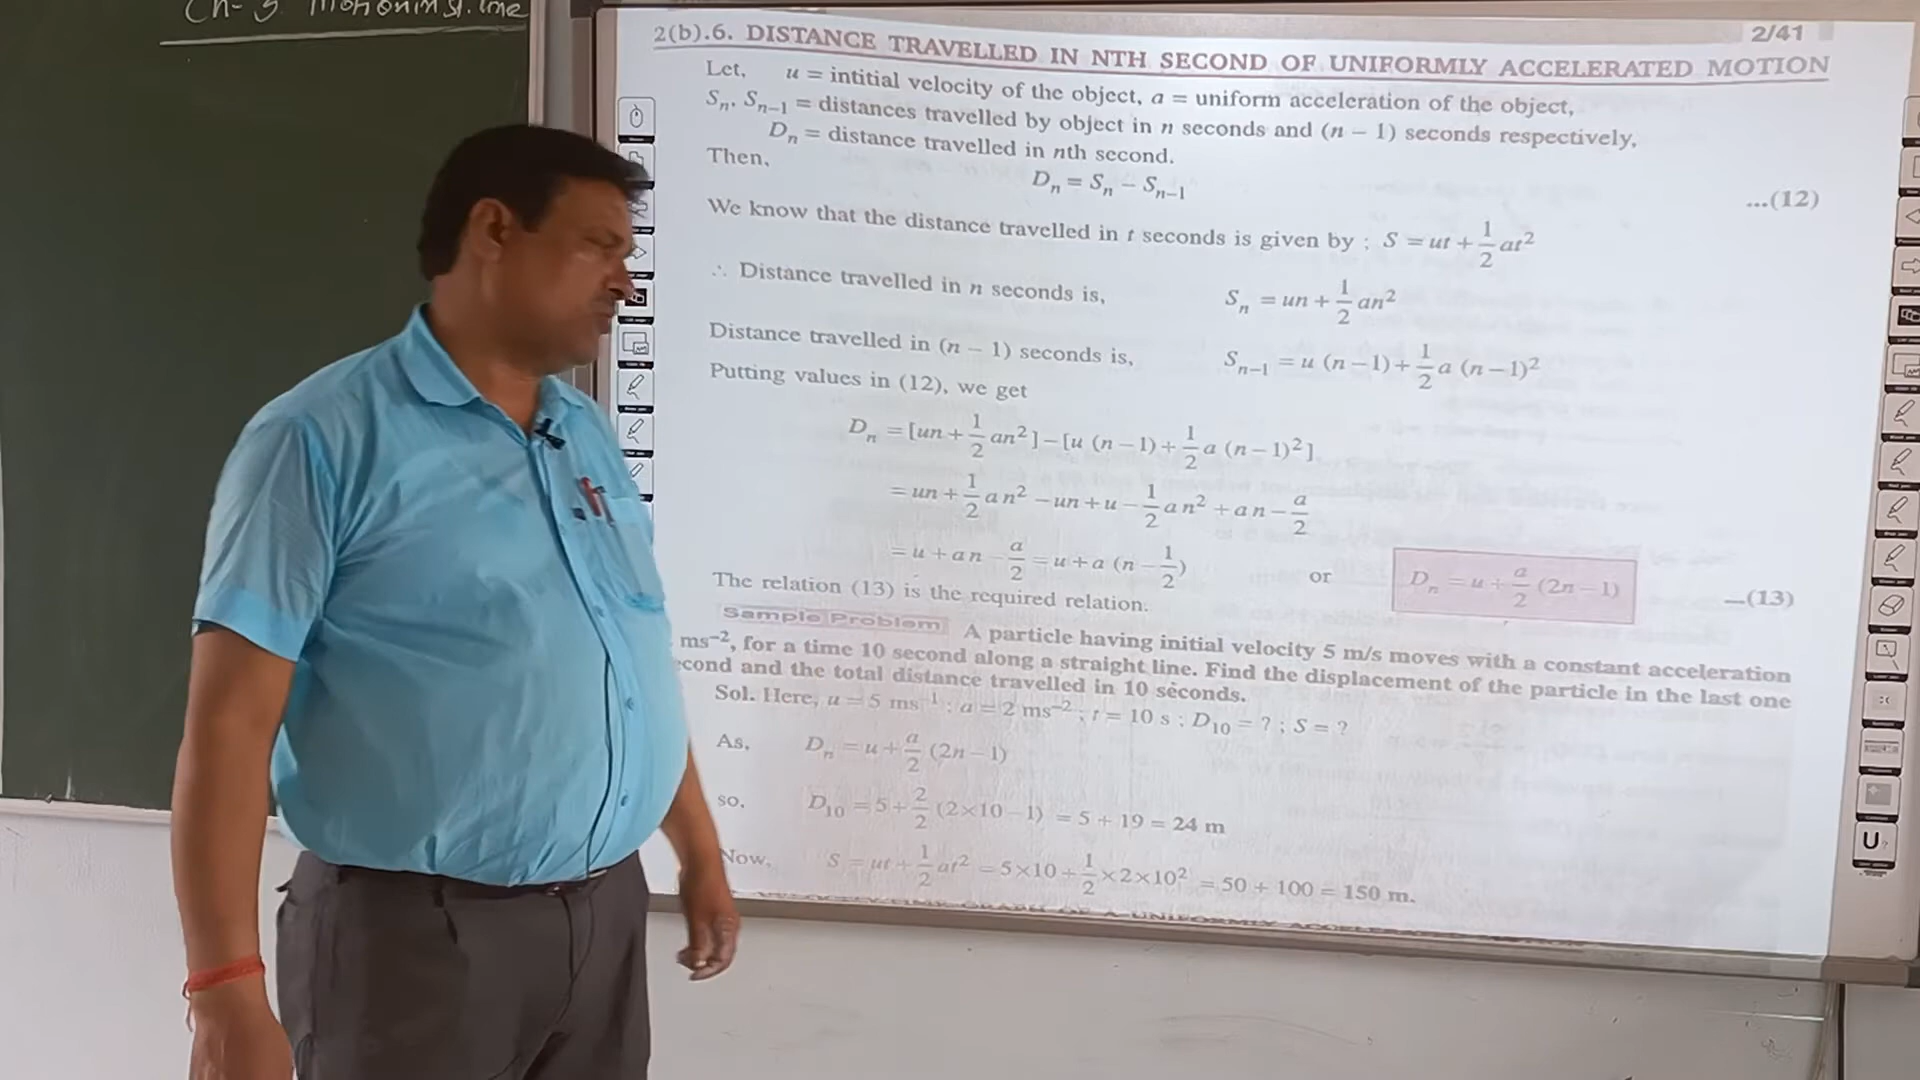 Ch- 3 Motion in st. line
2(b).6. DISTANCE TRAVELLED IN NTH SECOND OF UNIFORMLY ACCELERATED MOTION 2/41
Let, u = intitial velocity of the object, a = uniform acceleration of the object,
Sₙ, Sₙ₋₁ = distances travelled by object in n seconds and (n − 1) seconds respectively,
Dₙ = distance travelled in nth second.
Then,
Dₙ = Sₙ − Sₙ₋₁ ...(12)
We know that the distance travelled in t seconds is given by ; S = ut + 1/2 at²
∴ Distance travelled in n seconds is, Sₙ = un + 1/2 an²
Distance travelled in (n − 1) seconds is, Sₙ₋₁ = u (n − 1) + 1/2 a (n − 1)²
Putting values in (12), we get
Dₙ = [un + 1/2 an²] − [u (n − 1) + 1/2 a (n − 1)²]
= un + 1/2 a n² − un + u − 1/2 a n² + a n − a/2
= u + a n − a/2 = u + a (n − 1/2) or Dₙ = u + a/2 (2n − 1) ...(13)
The relation (13) is the required relation.
Sample Problem A particle having initial velocity 5 m/s moves with a constant acceleration
ms⁻², for a time 10 second along a straight line. Find the displacement of the particle in the last one
and the total distance travelled in 10 seconds.
Sol. Here, u = 5 ms⁻¹ ; a = 2 ms⁻² ; t = 10 s ; D₁₀ = ? ; S = ?
As, Dₙ = u + a/2 (2n − 1)
so, D₁₀ = 5 + 2/2 (2×10 − 1) = 5 + 19 = 24 m
Now, S = ut + 1/2 at² = 5×10 + 1/2 ×2×10² = 50 + 100 = 150 m.